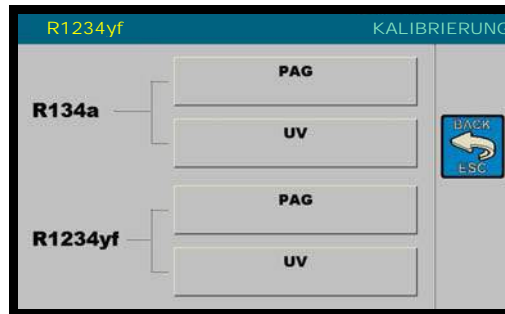 R1234yf KALIBRIERUNG
PAG
R134a
UV
BACK
ESC
PAG
R1234yf
UV